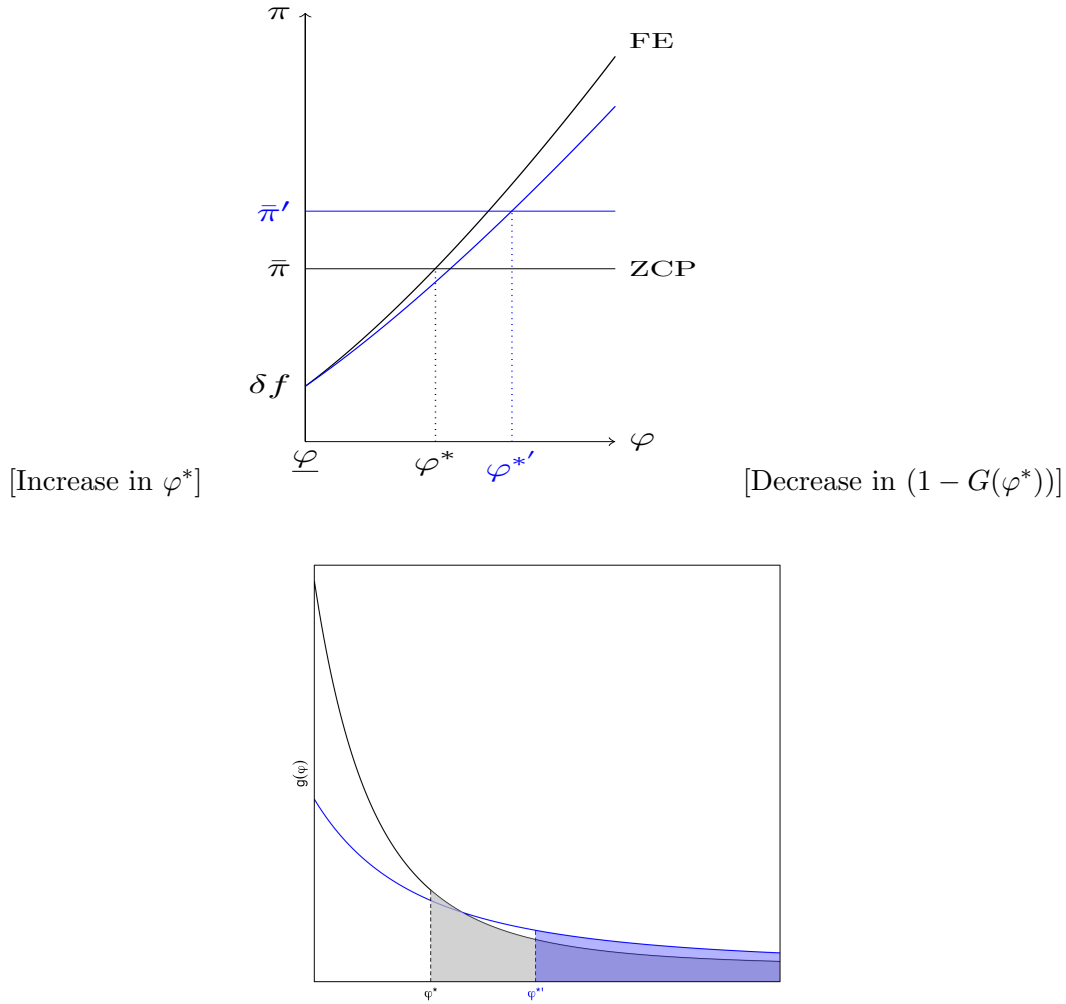 π
FE
π̄′
π̄
ZCP
δf
φ
φ
φ*
φ*′
[Increase in φ*]
[Decrease in (1 − G(φ*))]
g(φ)
φ*
φ*'